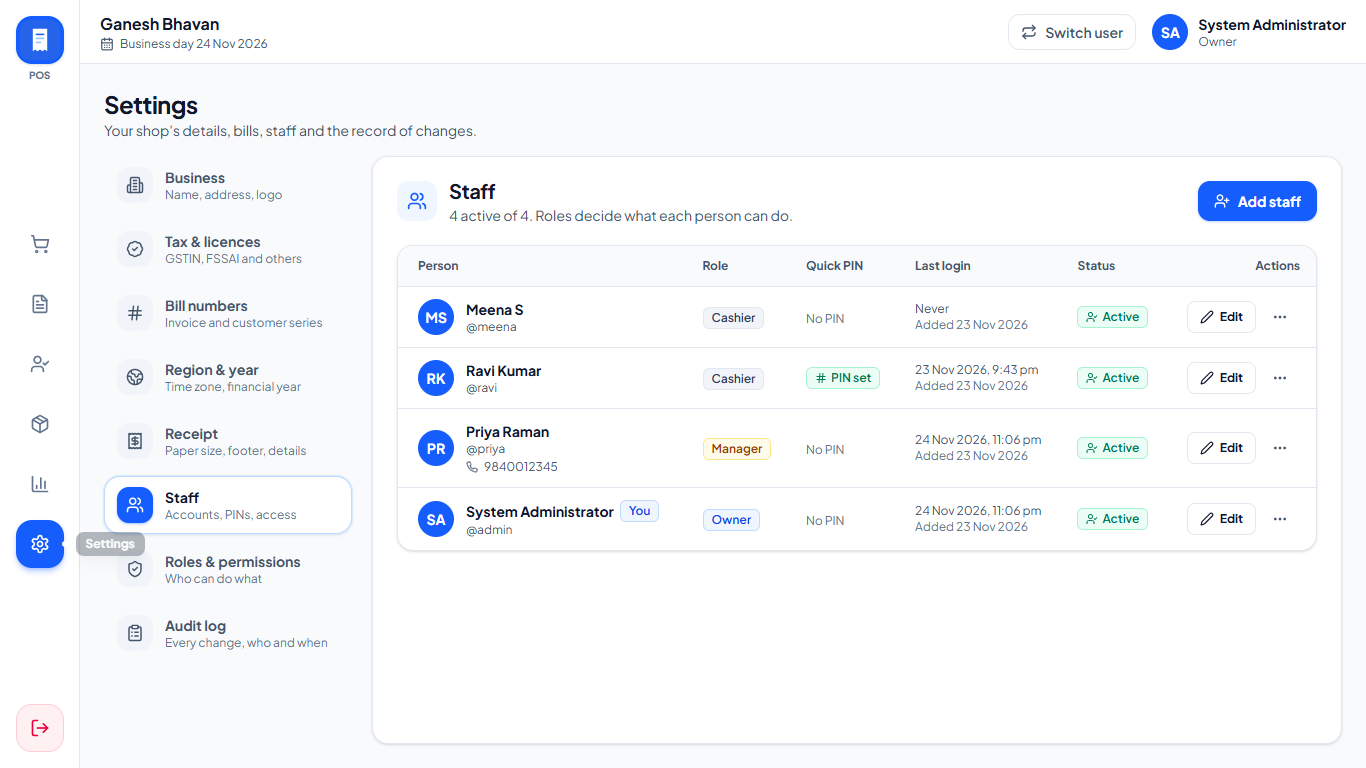 Ganesh Bhavan
Business day 24 Nov 2026
Switch user
SA
System Administrator
Owner
POS
Settings
Your shop's details, bills, staff and the record of changes.
Business
Name, address, logo
Tax & licences
GSTIN, FSSAI and others
Bill numbers
Invoice and customer series
Region & year
Time zone, financial year
Receipt
Paper size, footer, details
Staff
Accounts, PINs, access
Settings
Roles & permissions
Who can do what
Audit log
Every change, who and when
Staff
4 active of 4. Roles decide what each person can do.
Add staff
Person Role Quick PIN Last login Status Actions
MS Meena S @meena Cashier No PIN Never Added 23 Nov 2026 Active Edit
RK Ravi Kumar @ravi Cashier # PIN set 23 Nov 2026, 9:43 pm Added 23 Nov 2026 Active Edit
PR Priya Raman @priya 9840012345 Manager No PIN 24 Nov 2026, 11:06 pm Added 23 Nov 2026 Active Edit
SA System Administrator You @admin Owner No PIN 24 Nov 2026, 11:06 pm Added 23 Nov 2026 Active Edit